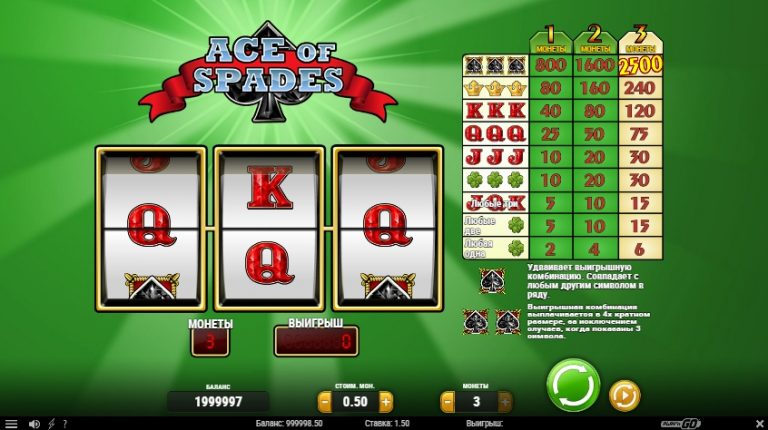 ACE OF
SPADES
1 2 3
МОНЕТЫ МОНЕТЫ МОНЕТЫ
800 1600 2500
80 160 240
K K K 40 80 120
Q Q Q 25 50 75
J J J 10 20 30
10 20 30
J Q K Любые три 5 10 15
Любые две 5 10 15
Любая одна 2 4 6
K
Q Q Q
Удваивает выигрышную
комбинацию. Совпадает с
любым другим символом в
ряду.
Выигрышная комбинация
выплачивается в 4х кратном
размере, за исключением
случаев, когда показаны 3
символа.
МОНЕТЫ ВЫИГРЫШ
3 0
БАЛАНС СТОИМ. МОН. МОНЕТЫ
1999997 - 0.50 + - 3 +
? Баланс: 999998.50 Ставка: 1.50 Выигрыш: PLAY'N GO